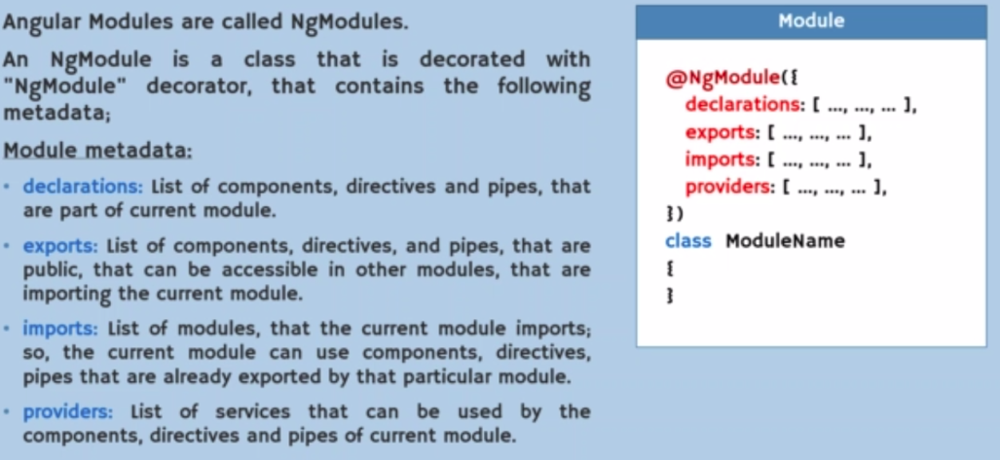 Angular Modules are called NgModules.
An NgModule is a class that is decorated with
"NgModule" decorator, that contains the following
metadata;
Module metadata:
• declarations: List of components, directives and pipes, that
are part of current module.
• exports: List of components, directives, and pipes, that are
public, that can be accessible in other modules, that are
importing the current module.
• imports: List of modules, that the current module imports;
so, the current module can use components, directives,
pipes that are already exported by that particular module.
• providers: List of services that can be used by the
components, directives and pipes of current module.
Module
@NgModule({
declarations: [ ..., ..., ... ],
exports: [ ..., ..., ... ],
imports: [ ..., ..., ... ],
providers: [ ..., ..., ... ],
})
class ModuleName
{
}